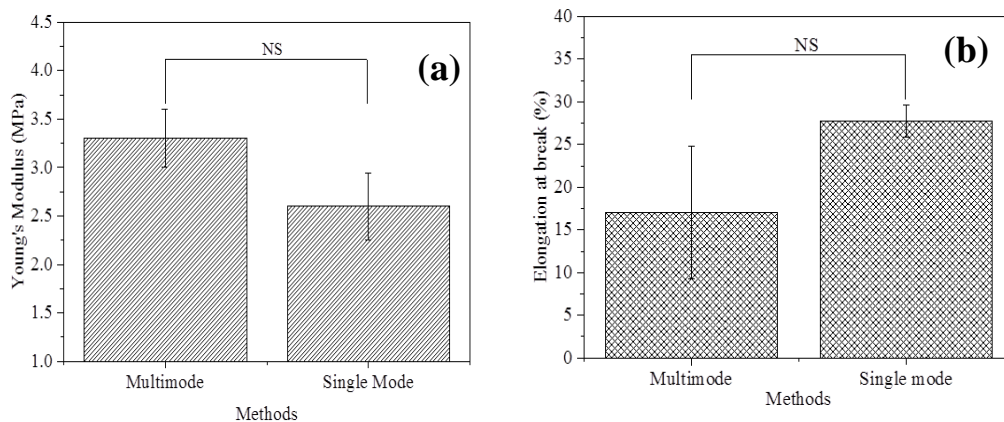 4.5
4.0
3.5
3.0
2.5
2.0
1.5
1.0
Young's Modulus (MPa)
NS
(a)
Multimode Single Mode
Methods
40
35
30
25
20
15
10
5
0
Elongation at break (%)
NS
(b)
Multimode Single mode
Methods